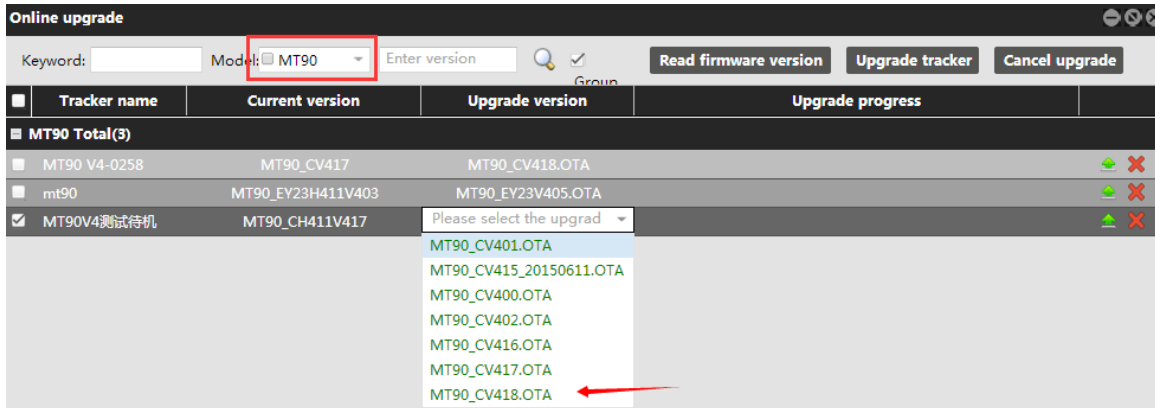 Online upgrade
Keyword: Model: MT90 Enter version Group Read firmware version Upgrade tracker Cancel upgrade
Tracker name Current version Upgrade version Upgrade progress
MT90 Total(3)
MT90 V4-0258 MT90_CV417 MT90_CV418.OTA
mt90 MT90_EY23H411V403 MT90_EY23V405.OTA
MT90V4测试待机 MT90_CH411V417 Please select the upgrad
MT90_CV401.OTA
MT90_CV415_20150611.OTA
MT90_CV400.OTA
MT90_CV402.OTA
MT90_CV416.OTA
MT90_CV417.OTA
MT90_CV418.OTA